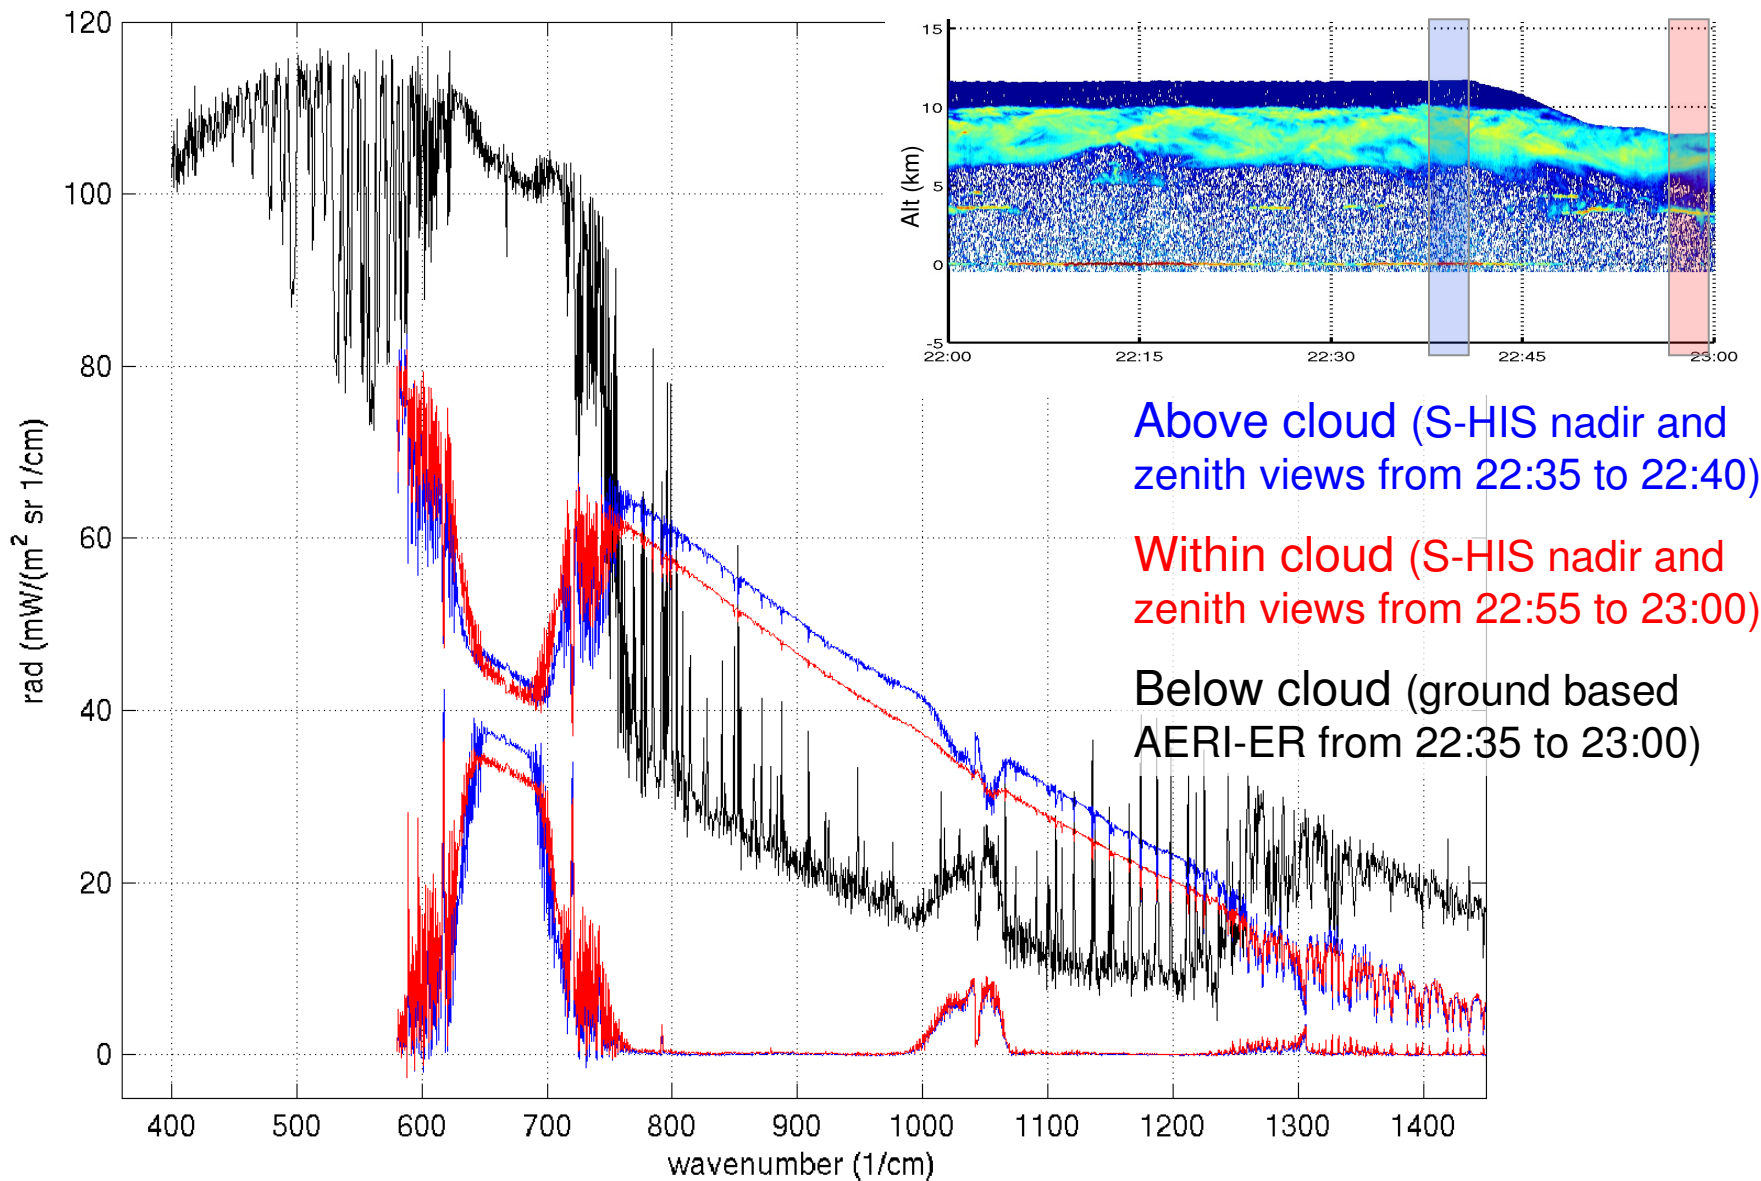 120
100
80
60
40
20
0
rad (mW/(m² sr 1/cm)
400 500 600 700 800 900 1000 1100 1200 1300 1400
wavenumber (1/cm)
15
10
5
0
-5
Alt (km)
22:00 22:15 22:30 22:45 23:00
Above cloud (S-HIS nadir and
zenith views from 22:35 to 22:40)
Within cloud (S-HIS nadir and
zenith views from 22:55 to 23:00)
Below cloud (ground based
AERI-ER from 22:35 to 23:00)